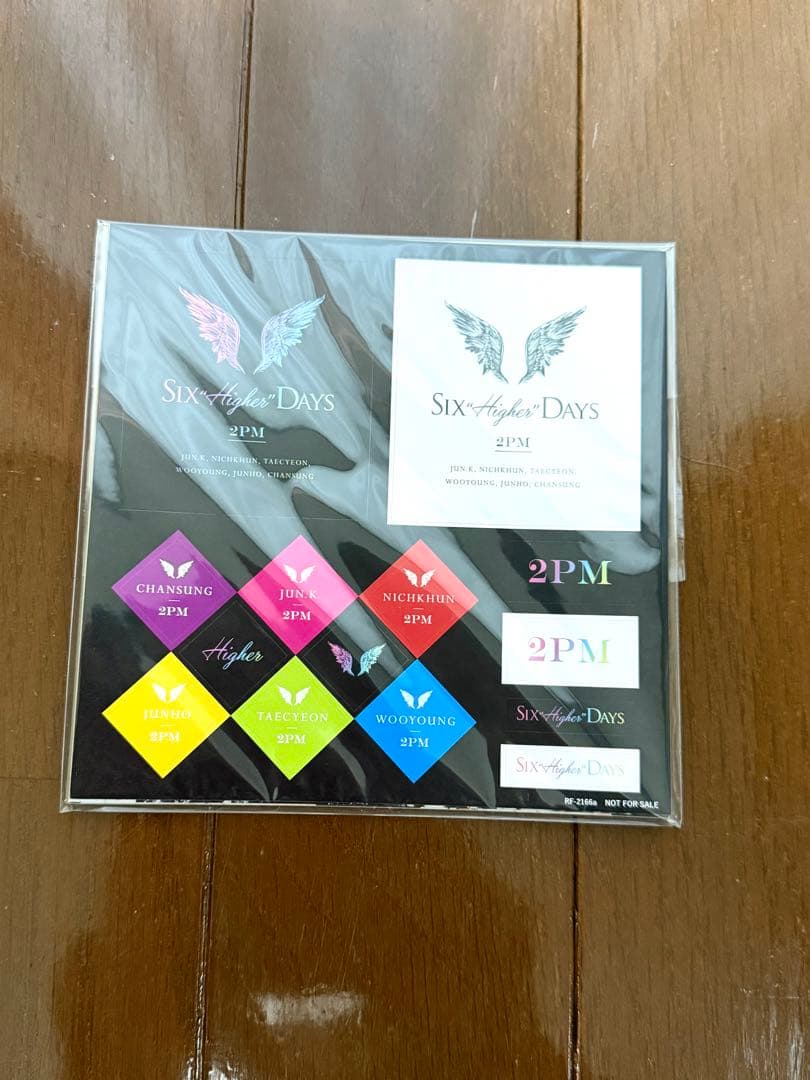 SIX "Higher" DAYS
2PM
JUN.K, NICHKHUN, TAECYEON,
WOOYOUNG, JUNHO, CHANSUNG
SIX "Higher" DAYS
2PM
JUN.K, NICHKHUN, TAECYEON,
WOOYOUNG, JUNHO, CHANSUNG
CHANSUNG
2PM
JUN.K
2PM
NICHKHUN
2PM
Higher
JUNHO
2PM
TAECYEON
2PM
WOOYOUNG
2PM
2PM
2PM
SIX "Higher" DAYS
SIX "Higher" DAYS
RF-2166a NOT FOR SALE